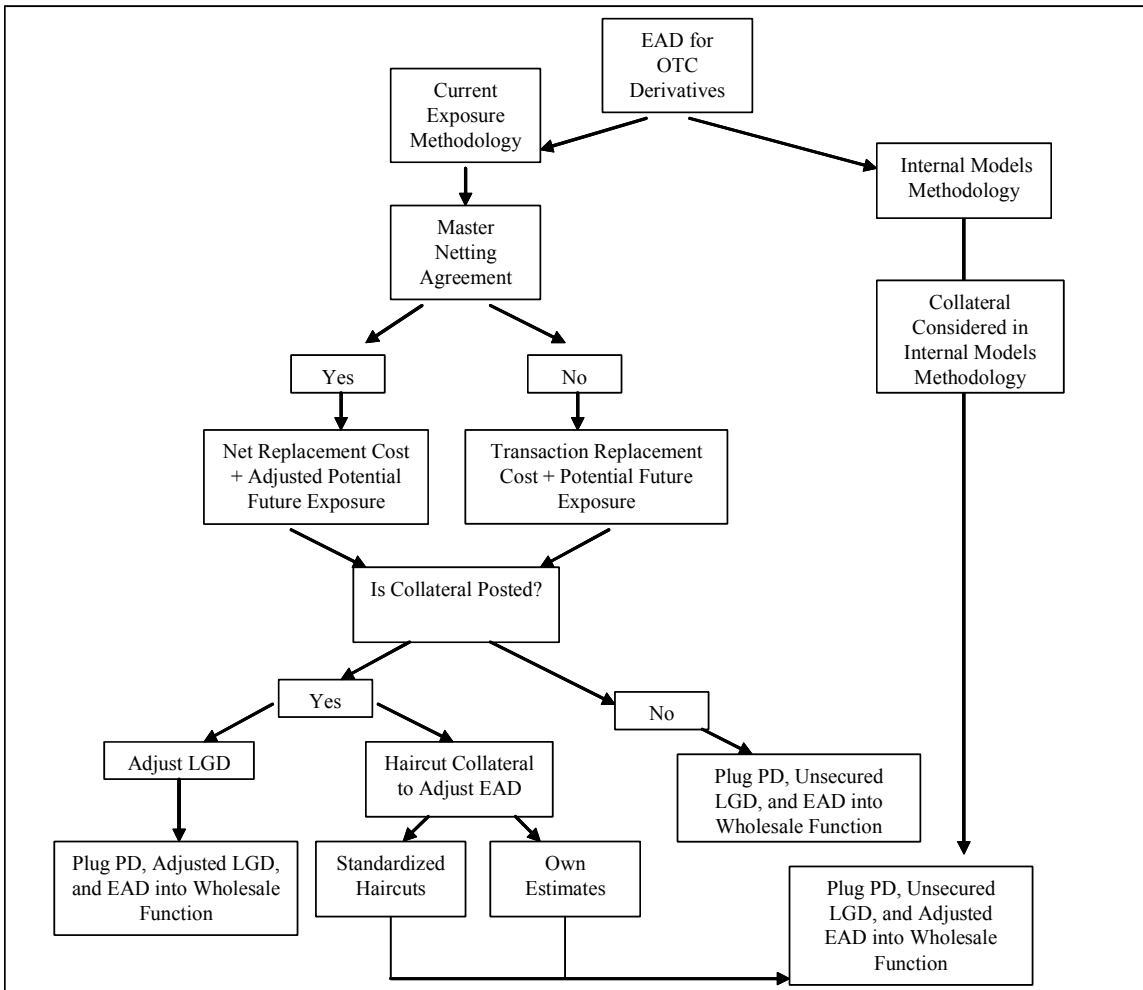 EAD for
OTC
Derivatives
Current
Exposure
Methodology
Internal Models
Methodology
Master
Netting
Agreement
Collateral
Considered in
Internal Models
Methodology
Yes
No
Net Replacement Cost
+ Adjusted Potential
Future Exposure
Transaction Replacement
Cost + Potential Future
Exposure
Is Collateral Posted?
Yes
No
Adjust LGD
Haircut Collateral
to Adjust EAD
Plug PD, Unsecured
LGD, and EAD into
Wholesale Function
Plug PD, Adjusted LGD,
and EAD into Wholesale
Function
Standardized
Haircuts
Own
Estimates
Plug PD, Unsecured
LGD, and Adjusted
EAD into Wholesale
Function